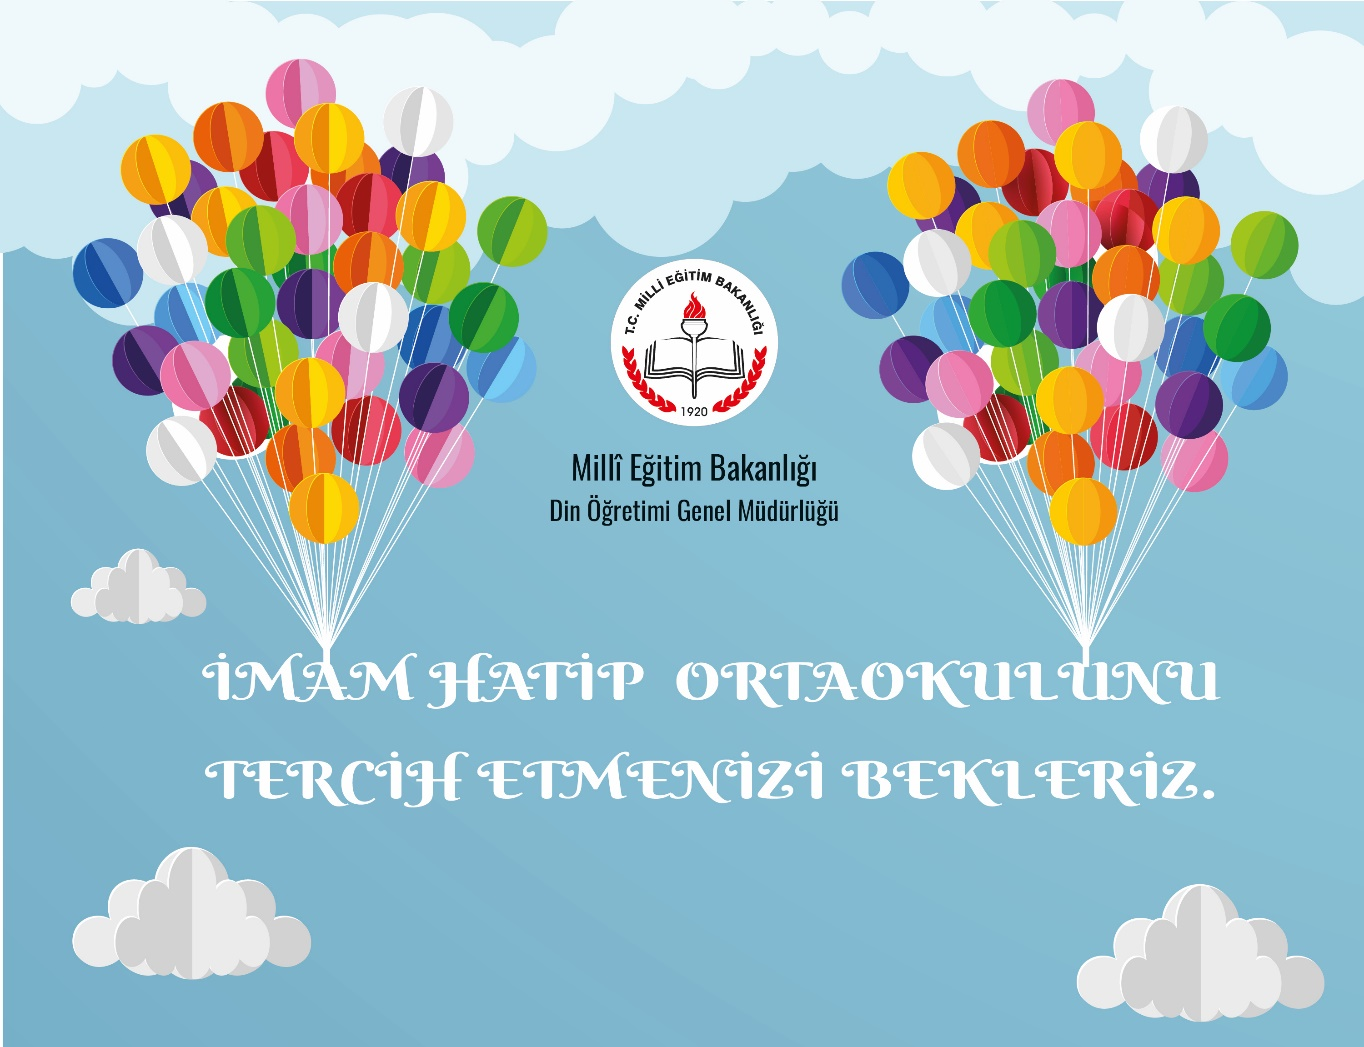 T.C. MİLLİ EĞİTİM BAKANLIĞI
1920
Millî Eğitim Bakanlığı
Din Öğretimi Genel Müdürlüğü
İMAM HATİP ORTAOKULUNU
TERCİH ETMENİZİ BEKLERİZ.